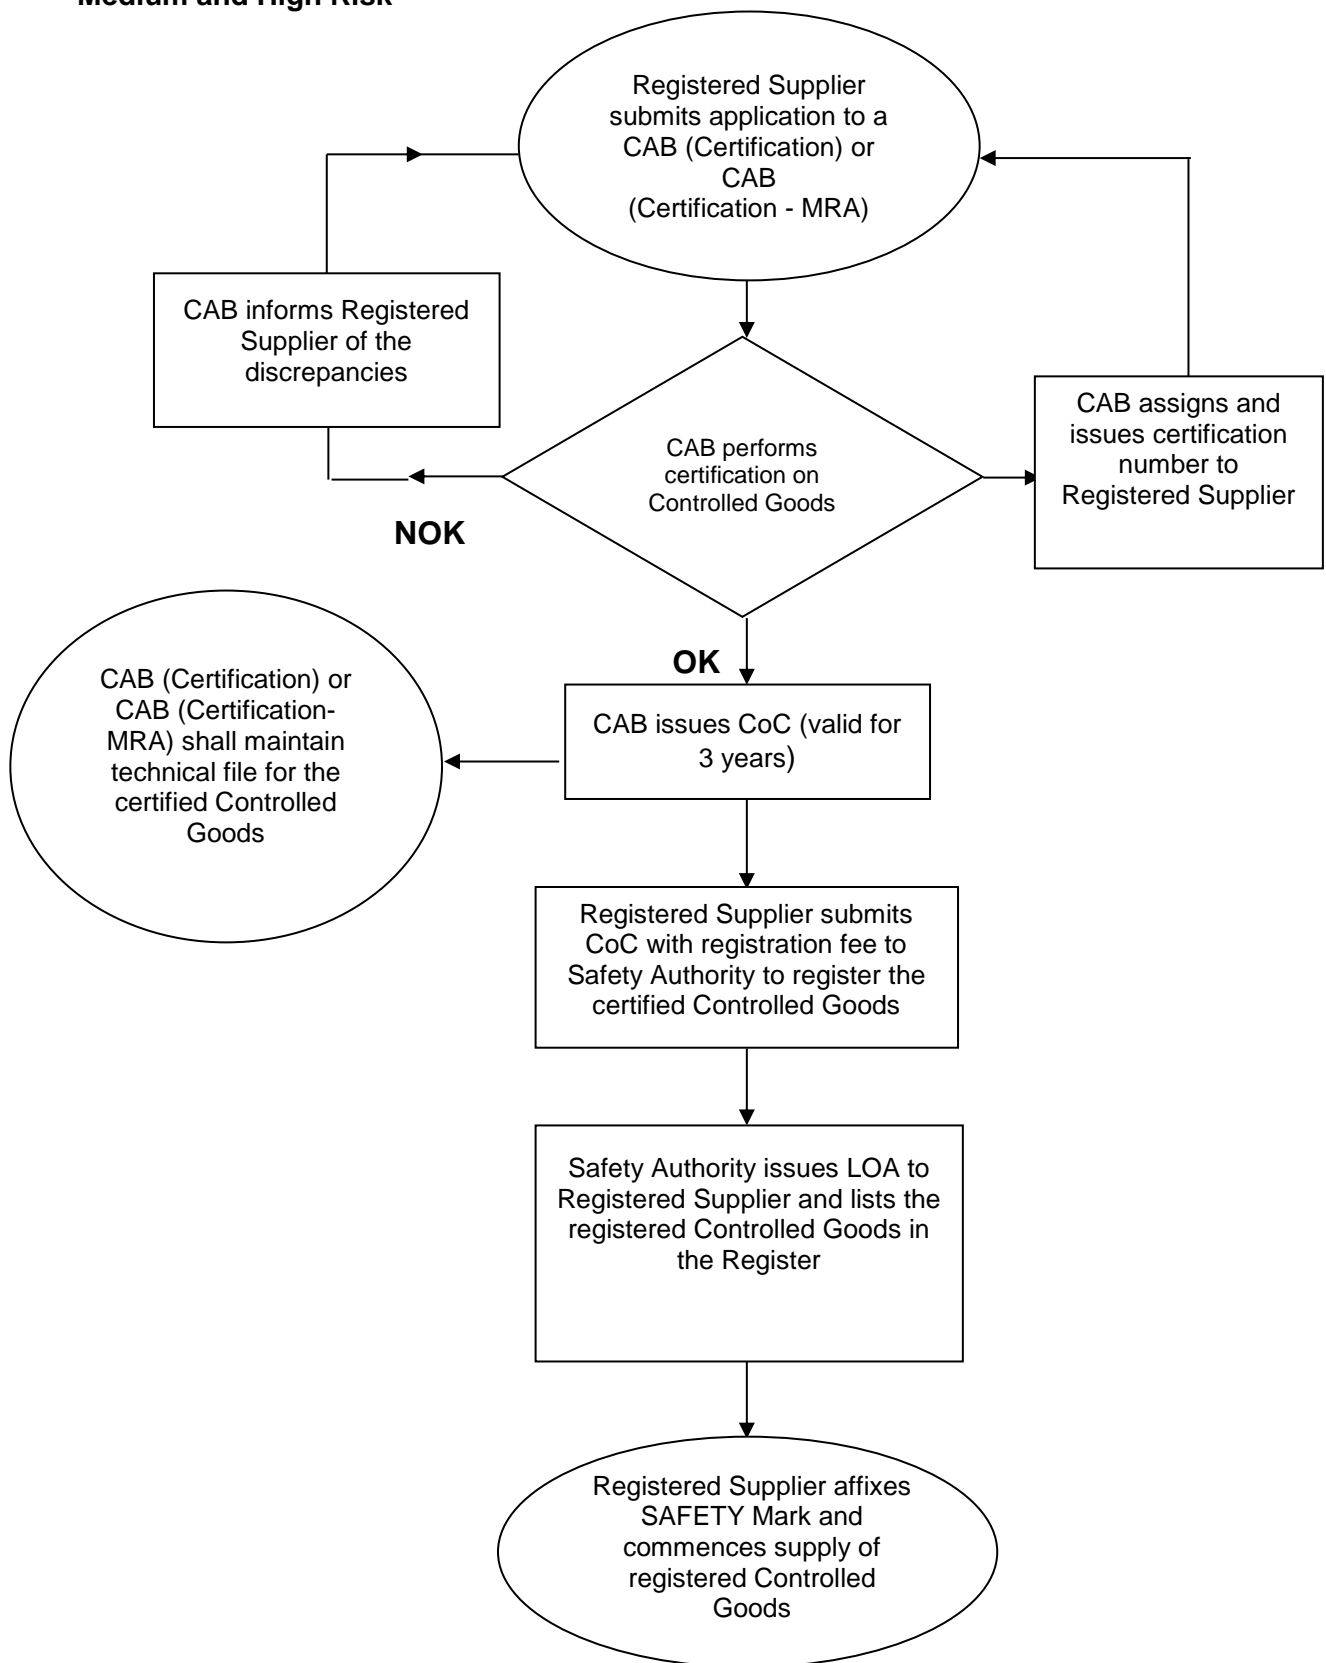 Medium and High Risk
Registered Supplier
submits application to a
CAB (Certification) or
CAB
(Certification - MRA)
CAB informs Registered
Supplier of the
discrepancies
CAB performs
certification on
Controlled Goods
CAB assigns and
issues certification
number to
Registered Supplier
NOK
OK
CAB (Certification) or
CAB (Certification-
MRA) shall maintain
technical file for the
certified Controlled
Goods
CAB issues CoC (valid for
3 years)
Registered Supplier submits
CoC with registration fee to
Safety Authority to register the
certified Controlled Goods
Safety Authority issues LOA to
Registered Supplier and lists the
registered Controlled Goods in
the Register
Registered Supplier affixes
SAFETY Mark and
commences supply of
registered Controlled
Goods